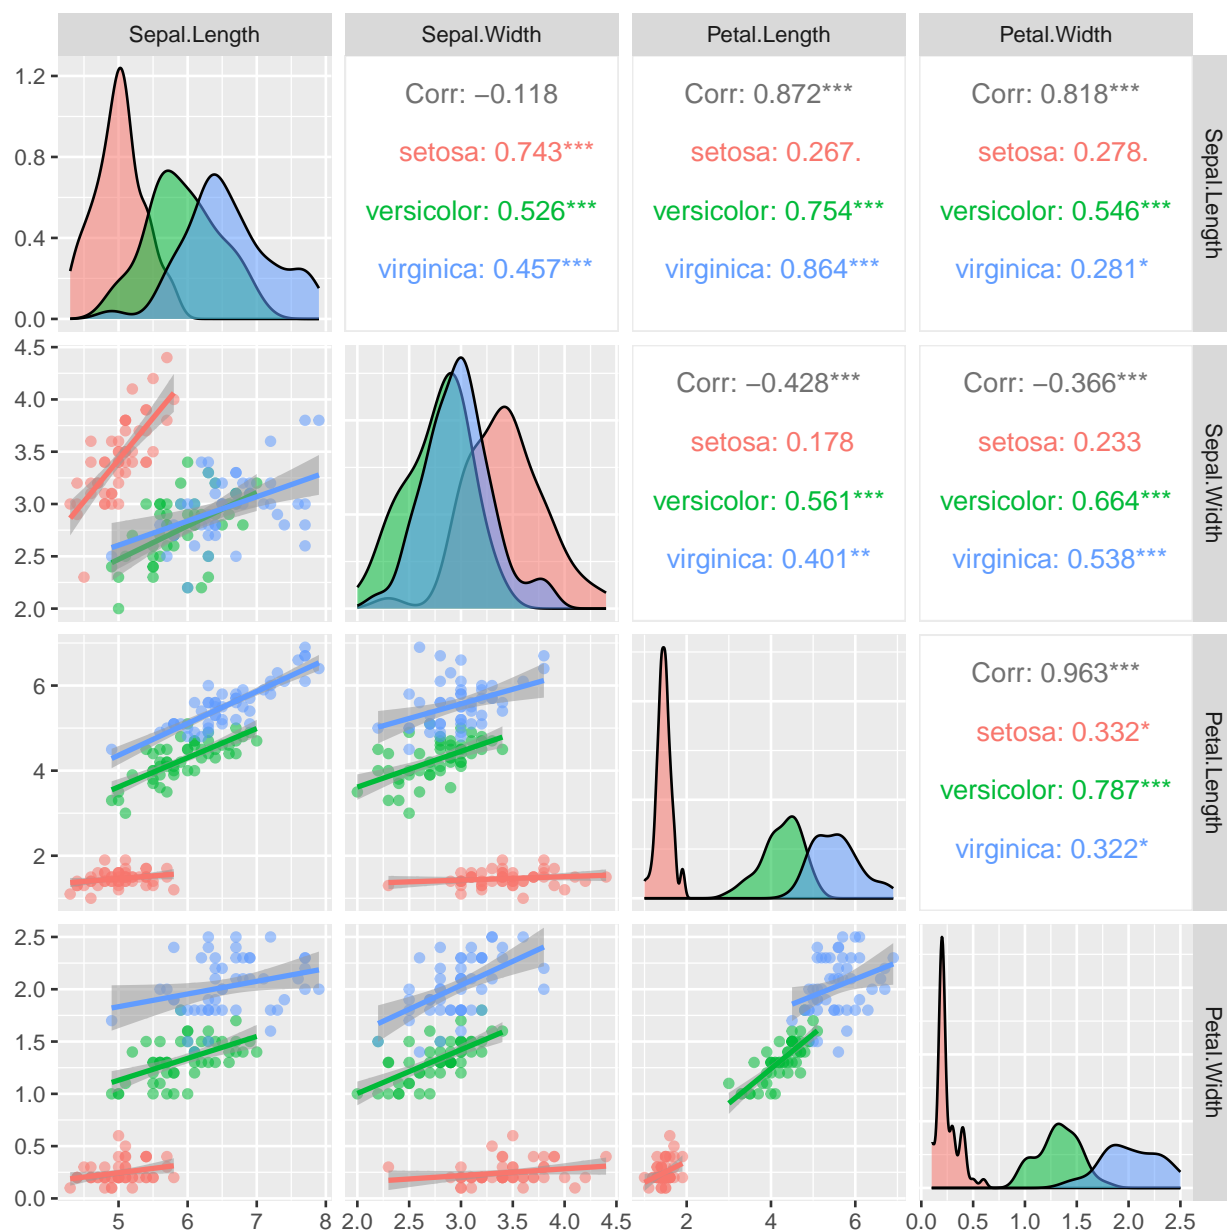 Sepal.Length Sepal.Width Petal.Length Petal.Width
1.2
0.8
0.4
0.0
Corr: −0.118
setosa: 0.743***
versicolor: 0.526***
virginica: 0.457***
Corr: 0.872***
setosa: 0.267.
versicolor: 0.754***
virginica: 0.864***
Corr: 0.818***
setosa: 0.278.
versicolor: 0.546***
virginica: 0.281*
Sepal.Length
4.5
4.0
3.5
3.0
2.5
2.0
Corr: −0.428***
setosa: 0.178
versicolor: 0.561***
virginica: 0.401**
Corr: −0.366***
setosa: 0.233
versicolor: 0.664***
virginica: 0.538***
Sepal.Width
6
4
2
Corr: 0.963***
setosa: 0.332*
versicolor: 0.787***
virginica: 0.322*
Petal.Length
2.5
2.0
1.5
1.0
0.5
0.0
Petal.Width
5 6 7 8
2.0 2.5 3.0 3.5 4.0 4.5
2 4 6
0.0 0.5 1.0 1.5 2.0 2.5